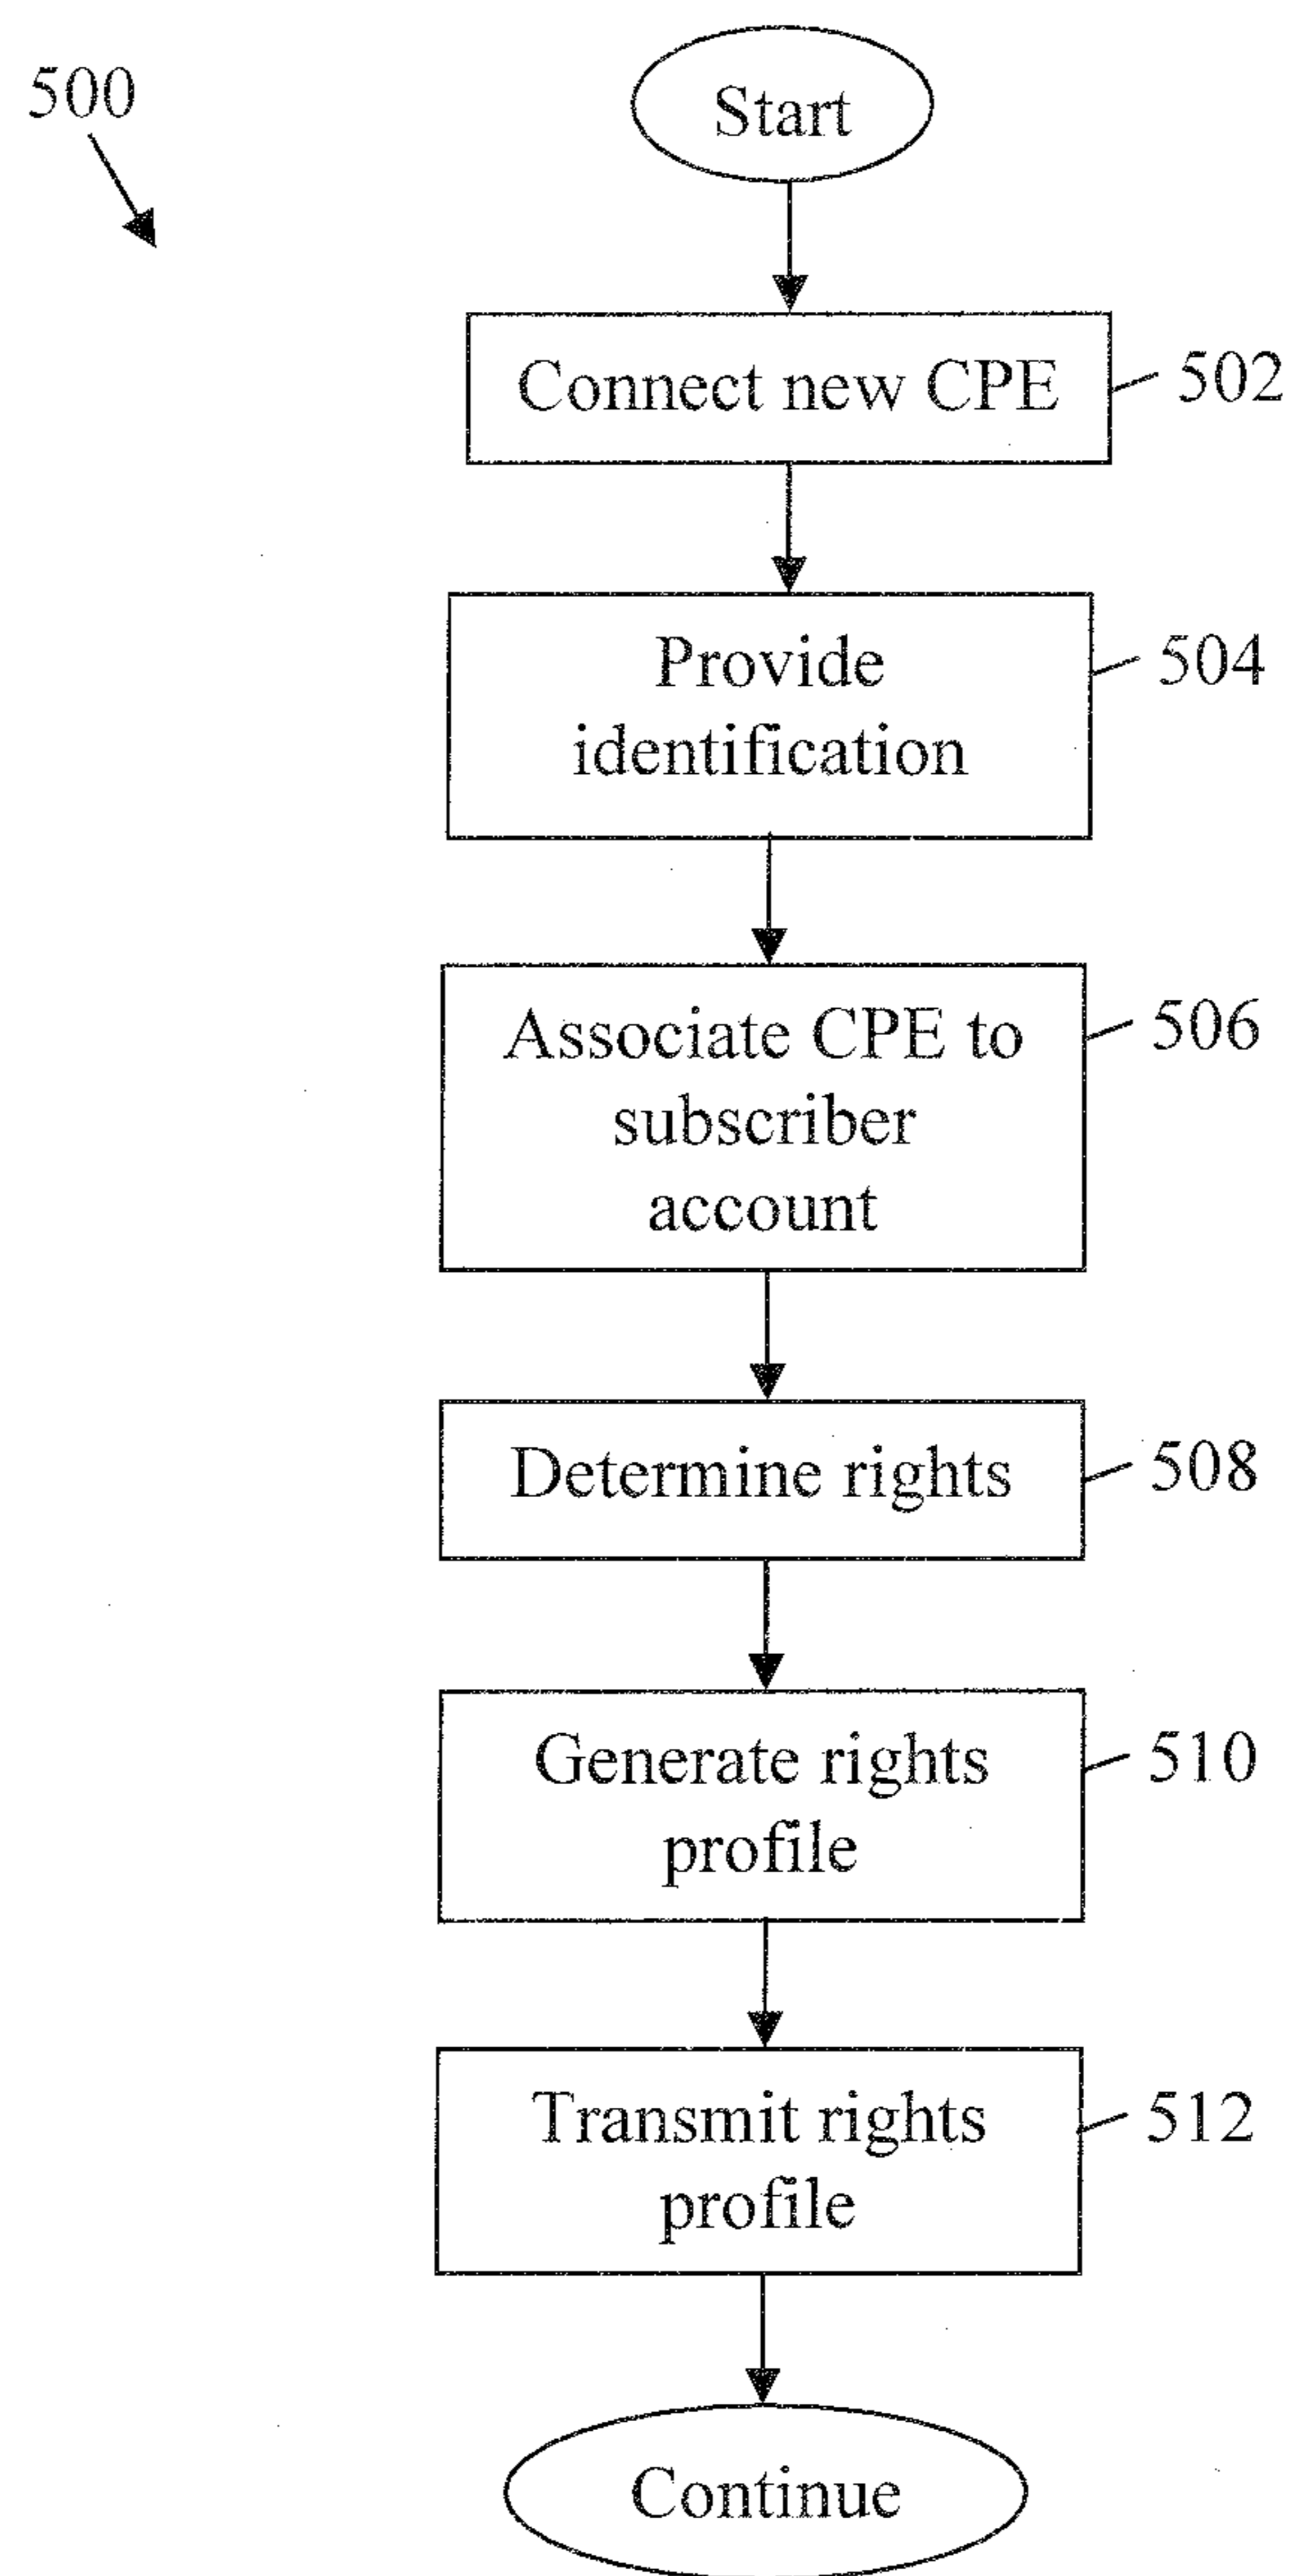 500
Start
Connect new CPE
502
Provide
identification
504
Associate CPE to
subscriber
account
506
Determine rights
508
Generate rights
profile
510
Transmit rights
profile
512
Continue